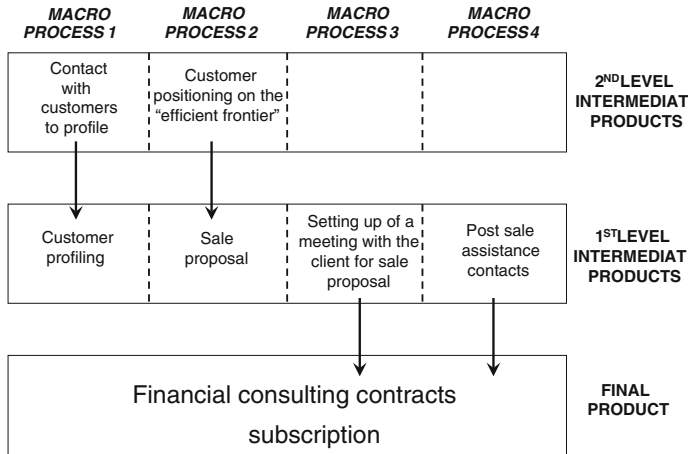 MACRO PROCESS 1
MACRO PROCESS 2
MACRO PROCESS 3
MACRO PROCESS 4
Contact
with
customers
to profile
Customer
positioning on the
“efficient frontier”
2ND LEVEL
INTERMEDIAT
PRODUCTS
Customer
profiling
Sale
proposal
Setting up of a
meeting with the
client for sale
proposal
Post sale
assistance
contacts
1ST LEVEL
INTERMEDIAT
PRODUCTS
Financial consulting contracts
subscription
FINAL
PRODUCT